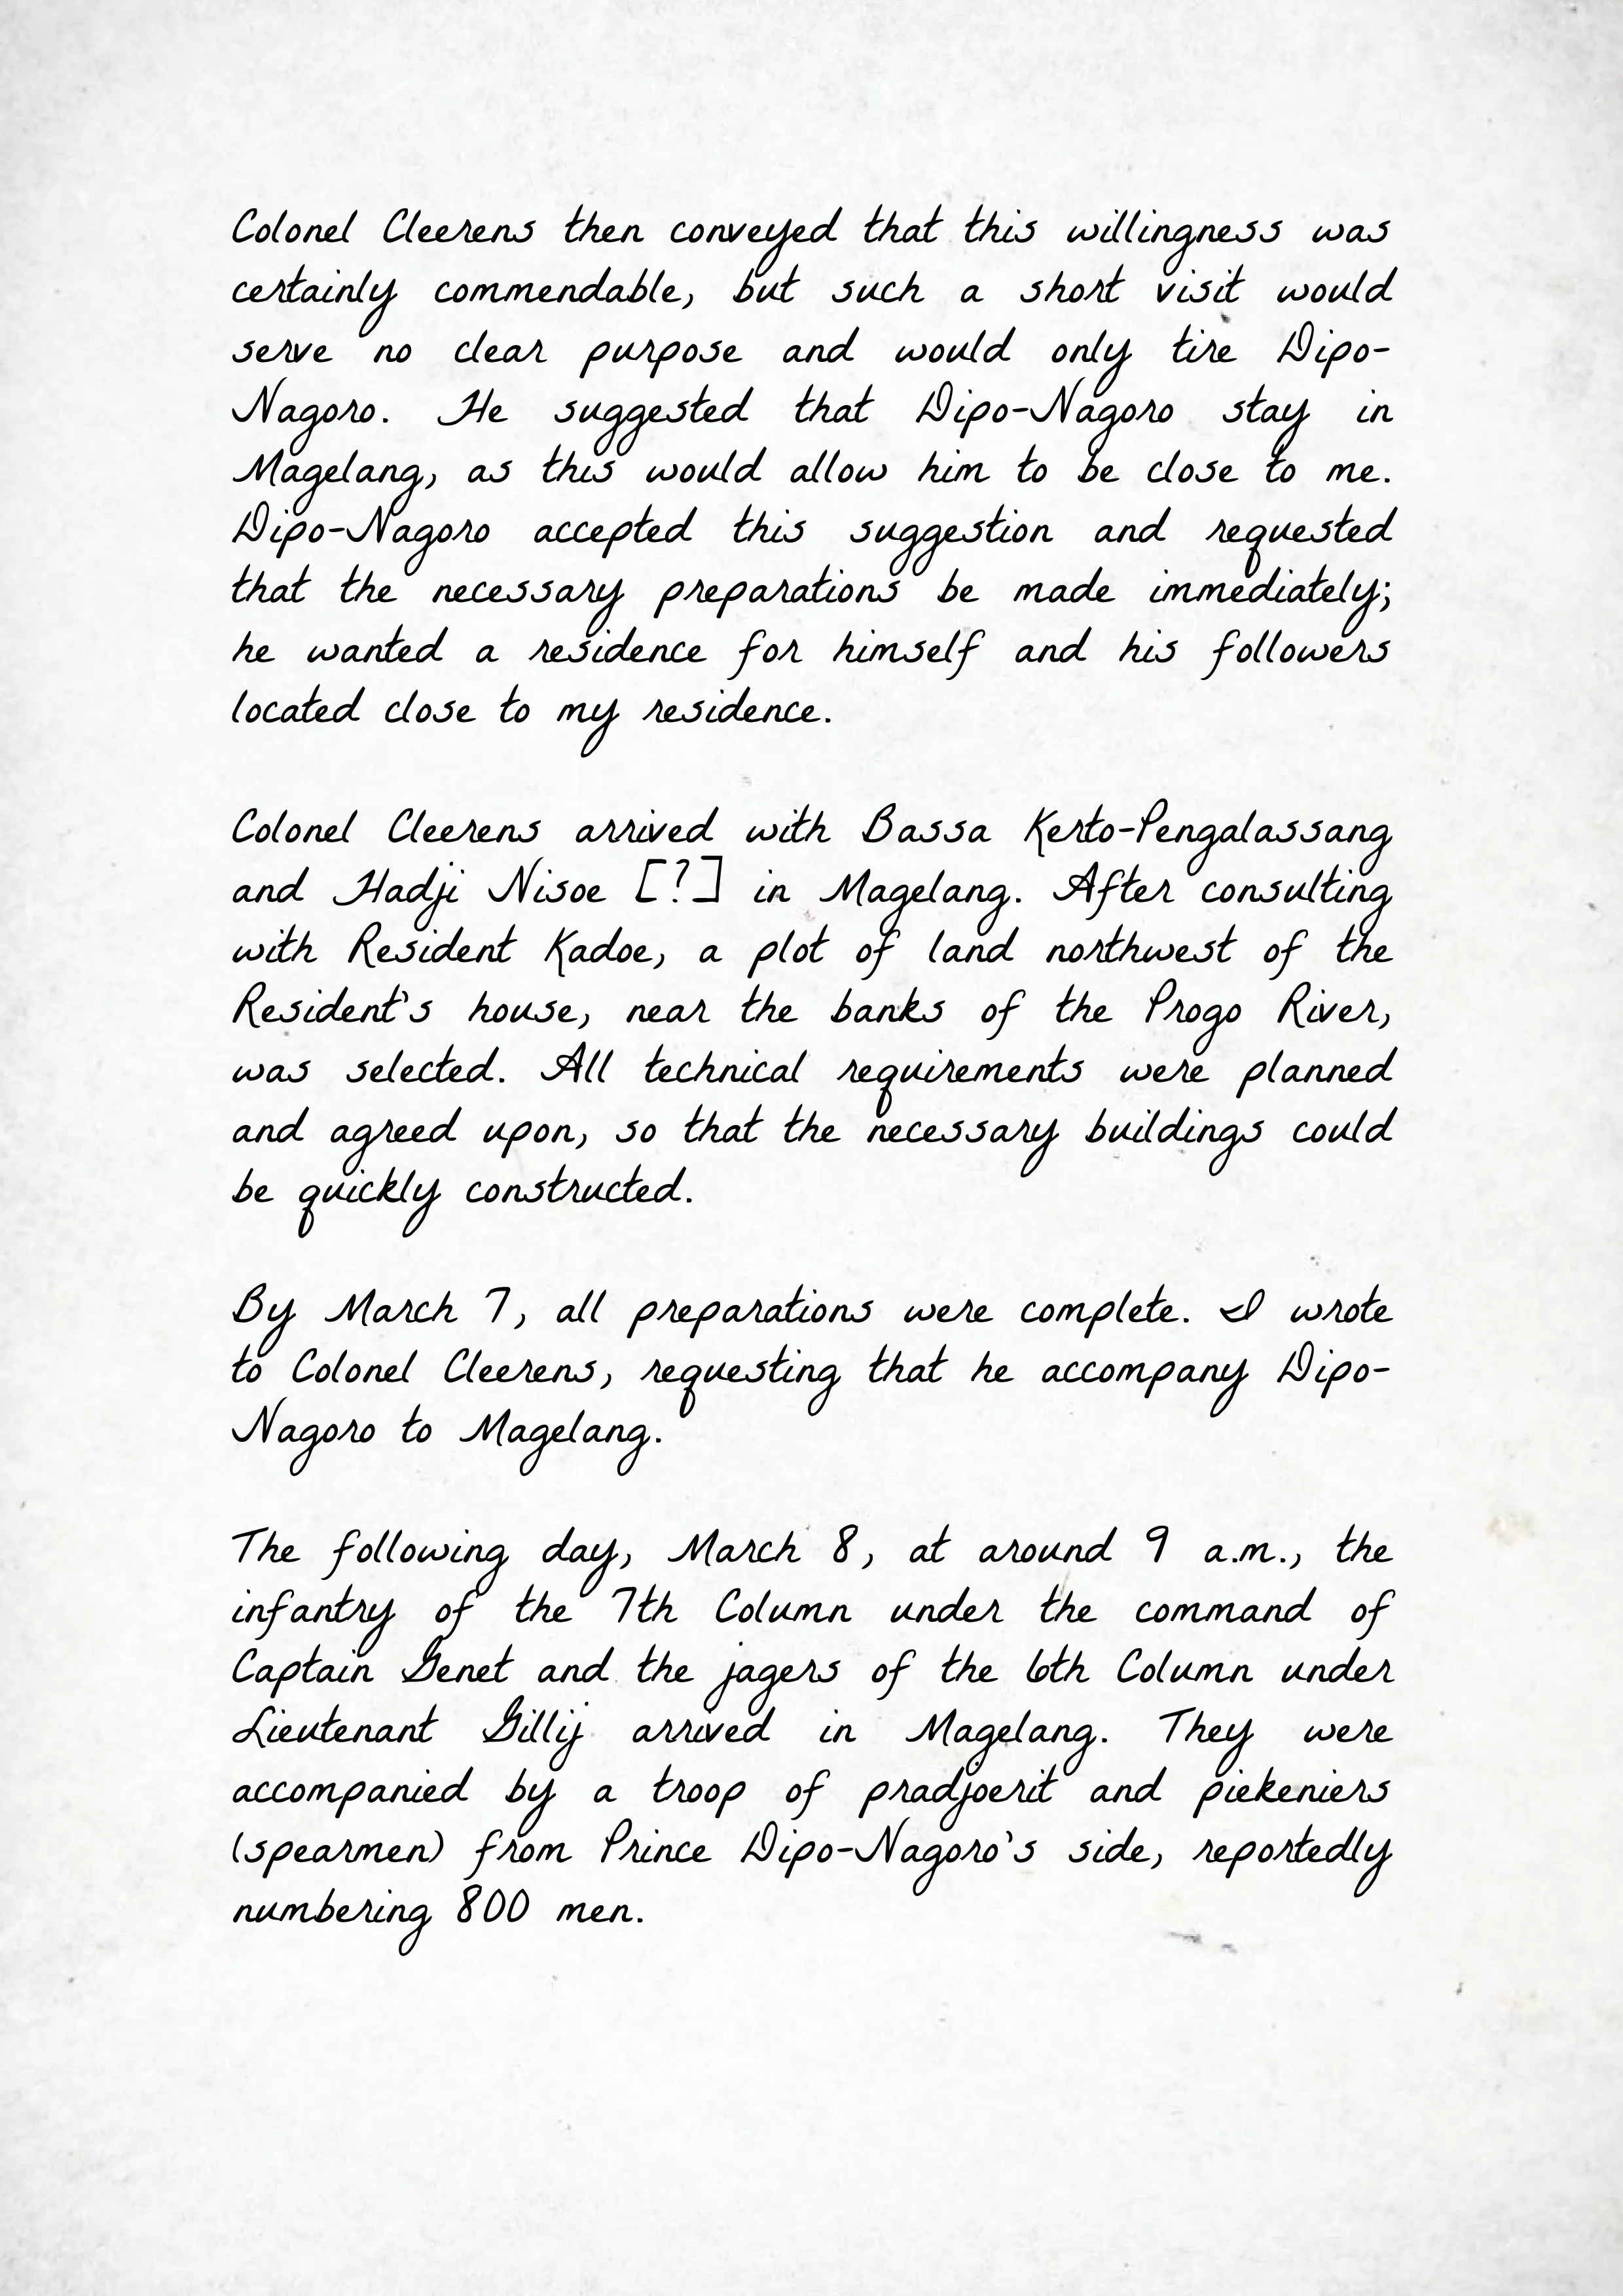 Colonel Cleerens then conveyed that this willingness was
certainly commendable, but such a short visit would
serve no clear purpose and would only tire Dipo-
Nagoro. He suggested that Dipo-Nagoro stay in
Magelang, as this would allow him to be close to me.
Dipo-Nagoro accepted this suggestion and requested
that the necessary preparations be made immediately;
he wanted a residence for himself and his followers
located close to my residence.
Colonel Cleerens arrived with Bassa Kerto-Pengalassang
and Hadji Nisoe [?] in Magelang. After consulting
with Resident Kadoe, a plot of land northwest of the
Resident's house, near the banks of the Progo River,
was selected. All technical requirements were planned
and agreed upon, so that the necessary buildings could
be quickly constructed.
By March 7, all preparations were complete. I wrote
to Colonel Cleerens, requesting that he accompany Dipo-
Nagoro to Magelang.
The following day, March 8, at around 9 a.m., the
infantry of the 7th Column under the command of
Captain Genet and the jagers of the 6th Column under
Lieutenant Gillij arrived in Magelang. They were
accompanied by a troop of pradjoerit and piekeniers
(spearmen) from Prince Dipo-Nagoro's side, reportedly
numbering 800 men.